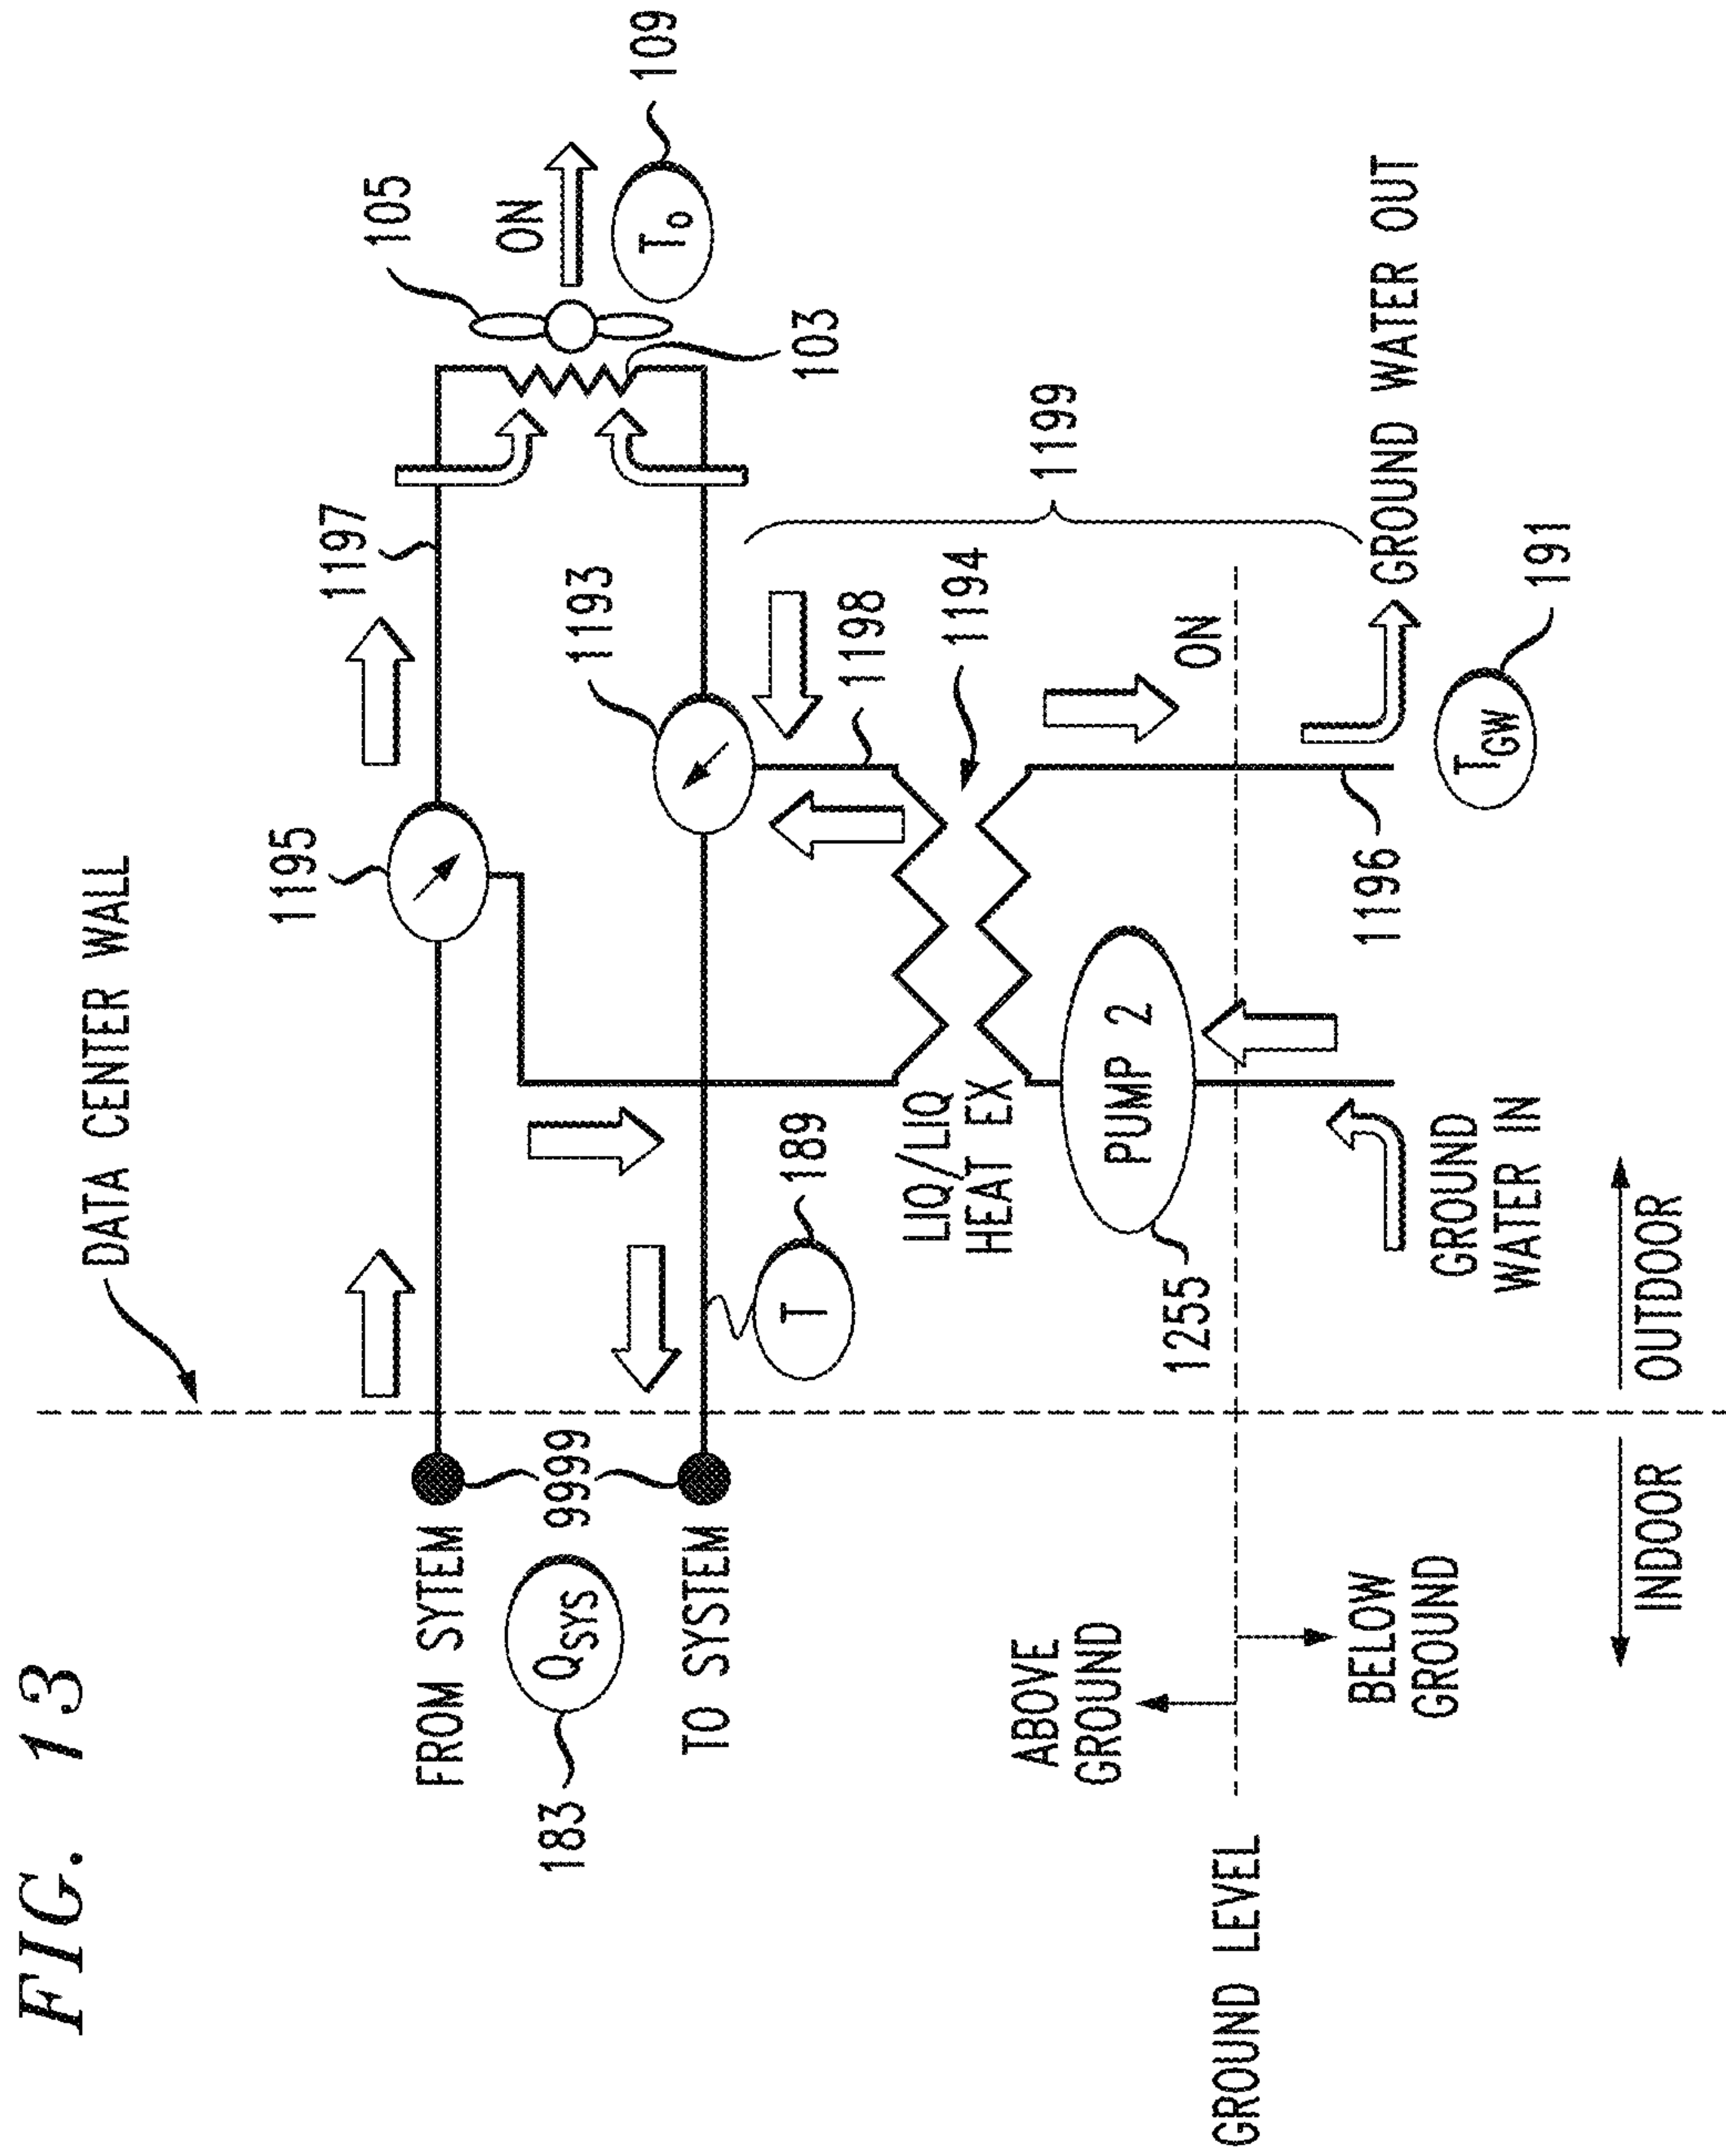 FIG. 13
DATA CENTER WALL
1195
1197
105
ON
T0
109
103
FROM SYTEM
9999
QSYS
183
TO SYSTEM
1193
T
189
1198
1194
1199
LIQ/LIQ
HEAT EX
PUMP 2
1255
ON
ABOVE
GROUND
GROUND LEVEL
BELOW
GROUND
GROUND
WATER IN
1196
GROUND WATER OUT
TGW
191
INDOOR
OUTDOOR